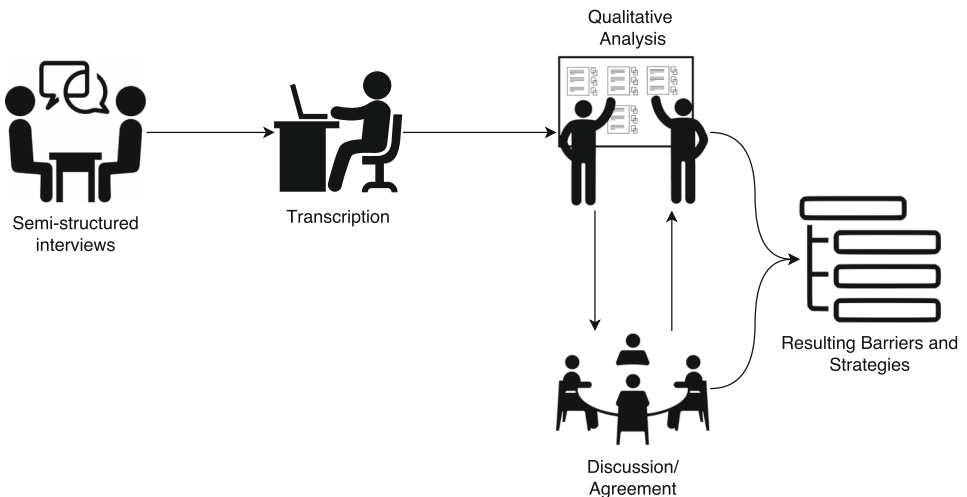 Qualitative
Analysis
Semi-structured
interviews
Transcription
Resulting Barriers and
Strategies
Discussion/
Agreement